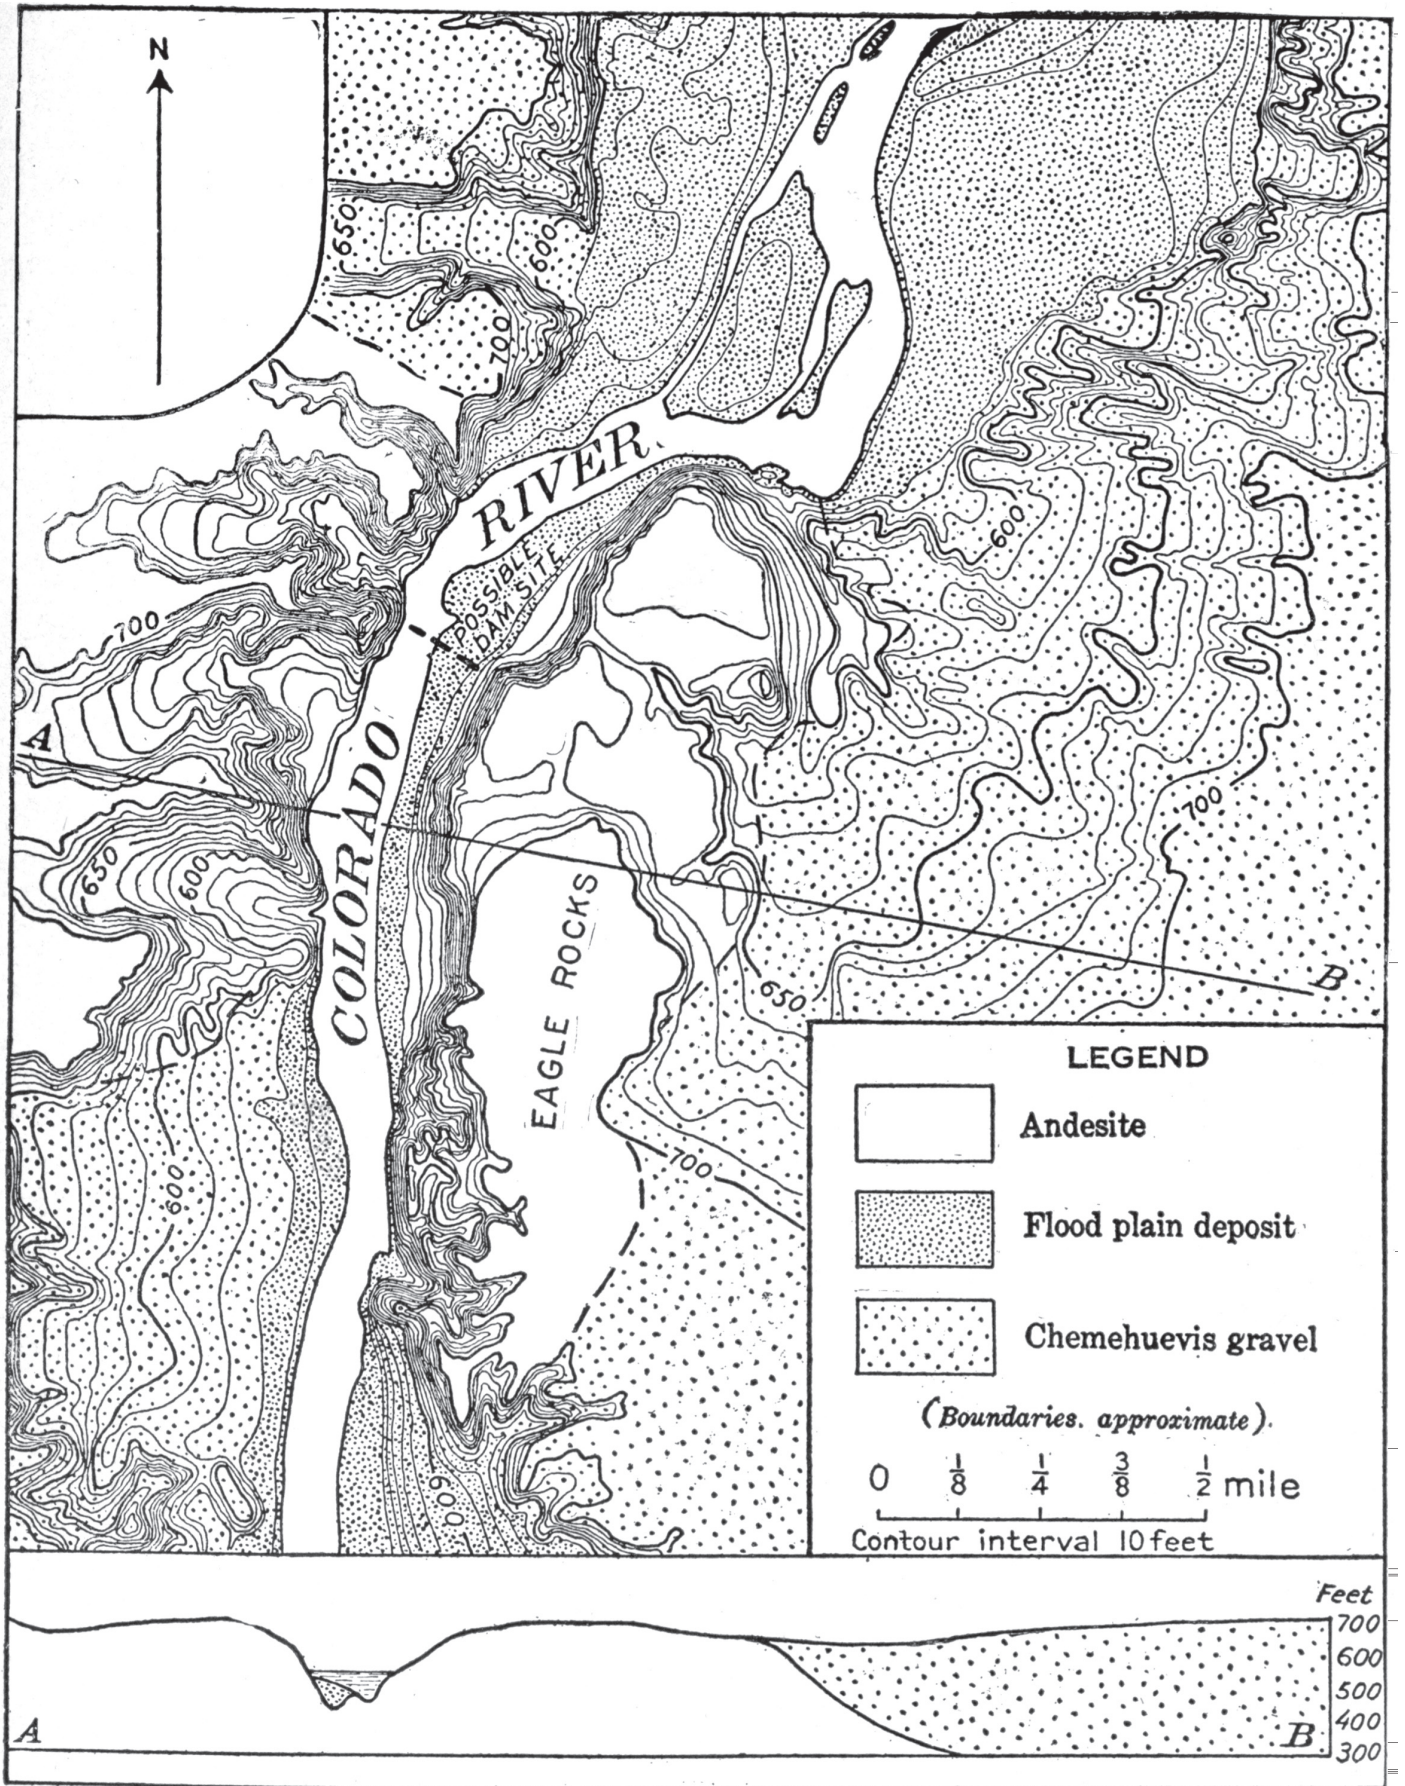 N
650
600
700
RIVER
600
POSSIBLE
DAM SITE
700
A
COLORADO
700
650
600
EAGLE ROCKS
B
650
700
600
600
LEGEND
Andesite
Flood plain deposit
Chemehuevis gravel
(Boundaries. approximate).
0 1/8 1/4 3/8 1/2 mile
Contour interval 10 feet
Feet
700
600
500
400
300
A
B